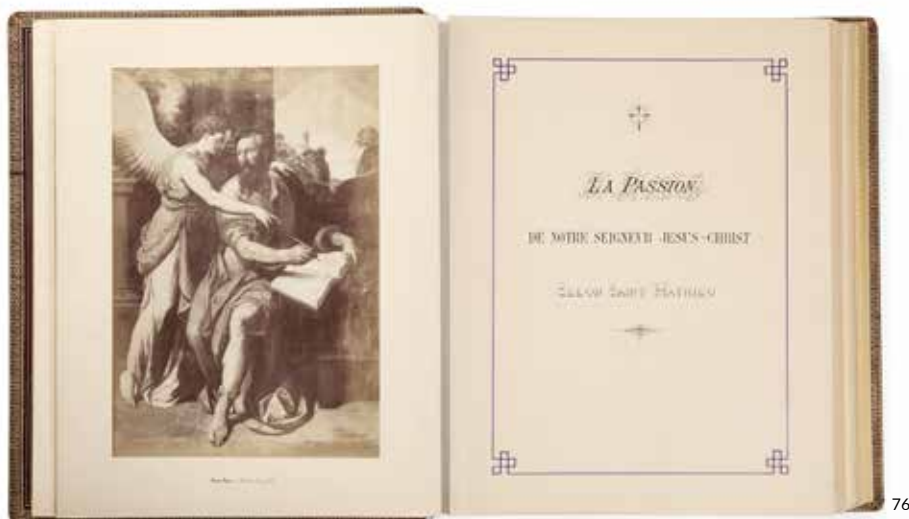 LA PASSION
DE NOTRE SEIGNEUR JESUS-CHRIST
SELON SAINT MATHIEU
76